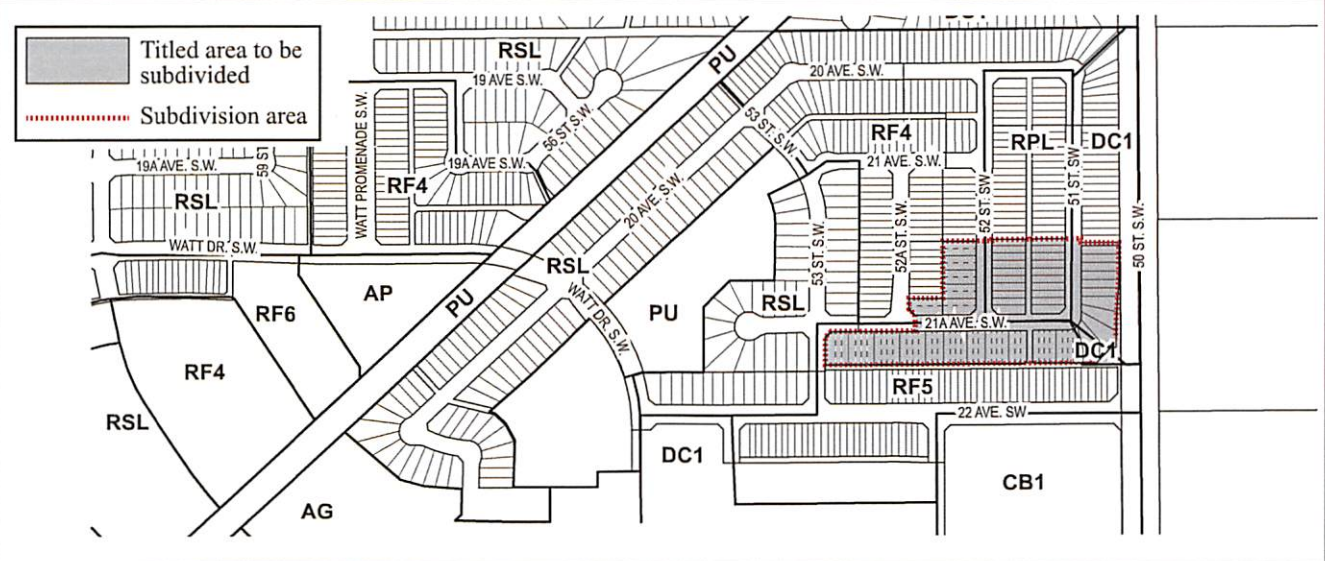 Titled area to be
subdivided
Subdivision area
RSL
PU
19 AVE S.W.
20 AVE. S.W.
56 ST S.W.
53 ST. S.W.
RF4
RPL
DC1
51 ST. S.W.
52 ST. SW
21 AVE. S.W.
19A AVE. S.W.
59 ST
WATT PROMENADE S.W.
19A AVE S.W.
RF4
RSL
20 AVE. S.W.
52A ST. S.W.
53 ST. S.W.
50 ST. S.W.
WATT DR. S.W.
RSL
AP
PU
RF6
WATT DR. S.W.
PU
RSL
21A AVE. S.W.
DC1
RF4
RF5
RSL
22 AVE. SW
DC1
CB1
AG